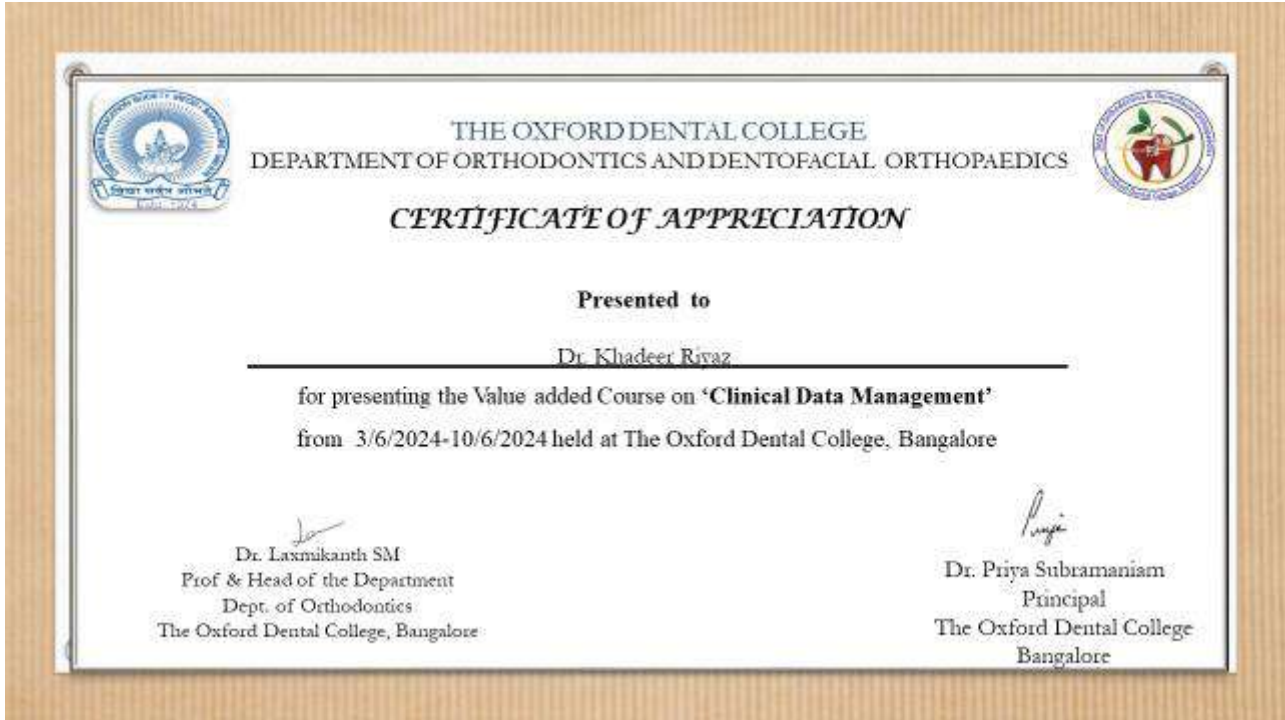 THE OXFORD DENTAL COLLEGE
DEPARTMENT OF ORTHODONTICS AND DENTOFACIAL ORTHOPAEDICS
CERTIFICATE OF APPRECIATION
Presented to
Dr. Khadeer Riyaz
for presenting the Value added Course on ‘Clinical Data Management’
from 3/6/2024-10/6/2024 held at The Oxford Dental College, Bangalore
Dr. Laxmikanth SM
Prof & Head of the Department
Dept. of Orthodontics
The Oxford Dental College, Bangalore
Dr. Priya Subramaniam
Principal
The Oxford Dental College
Bangalore